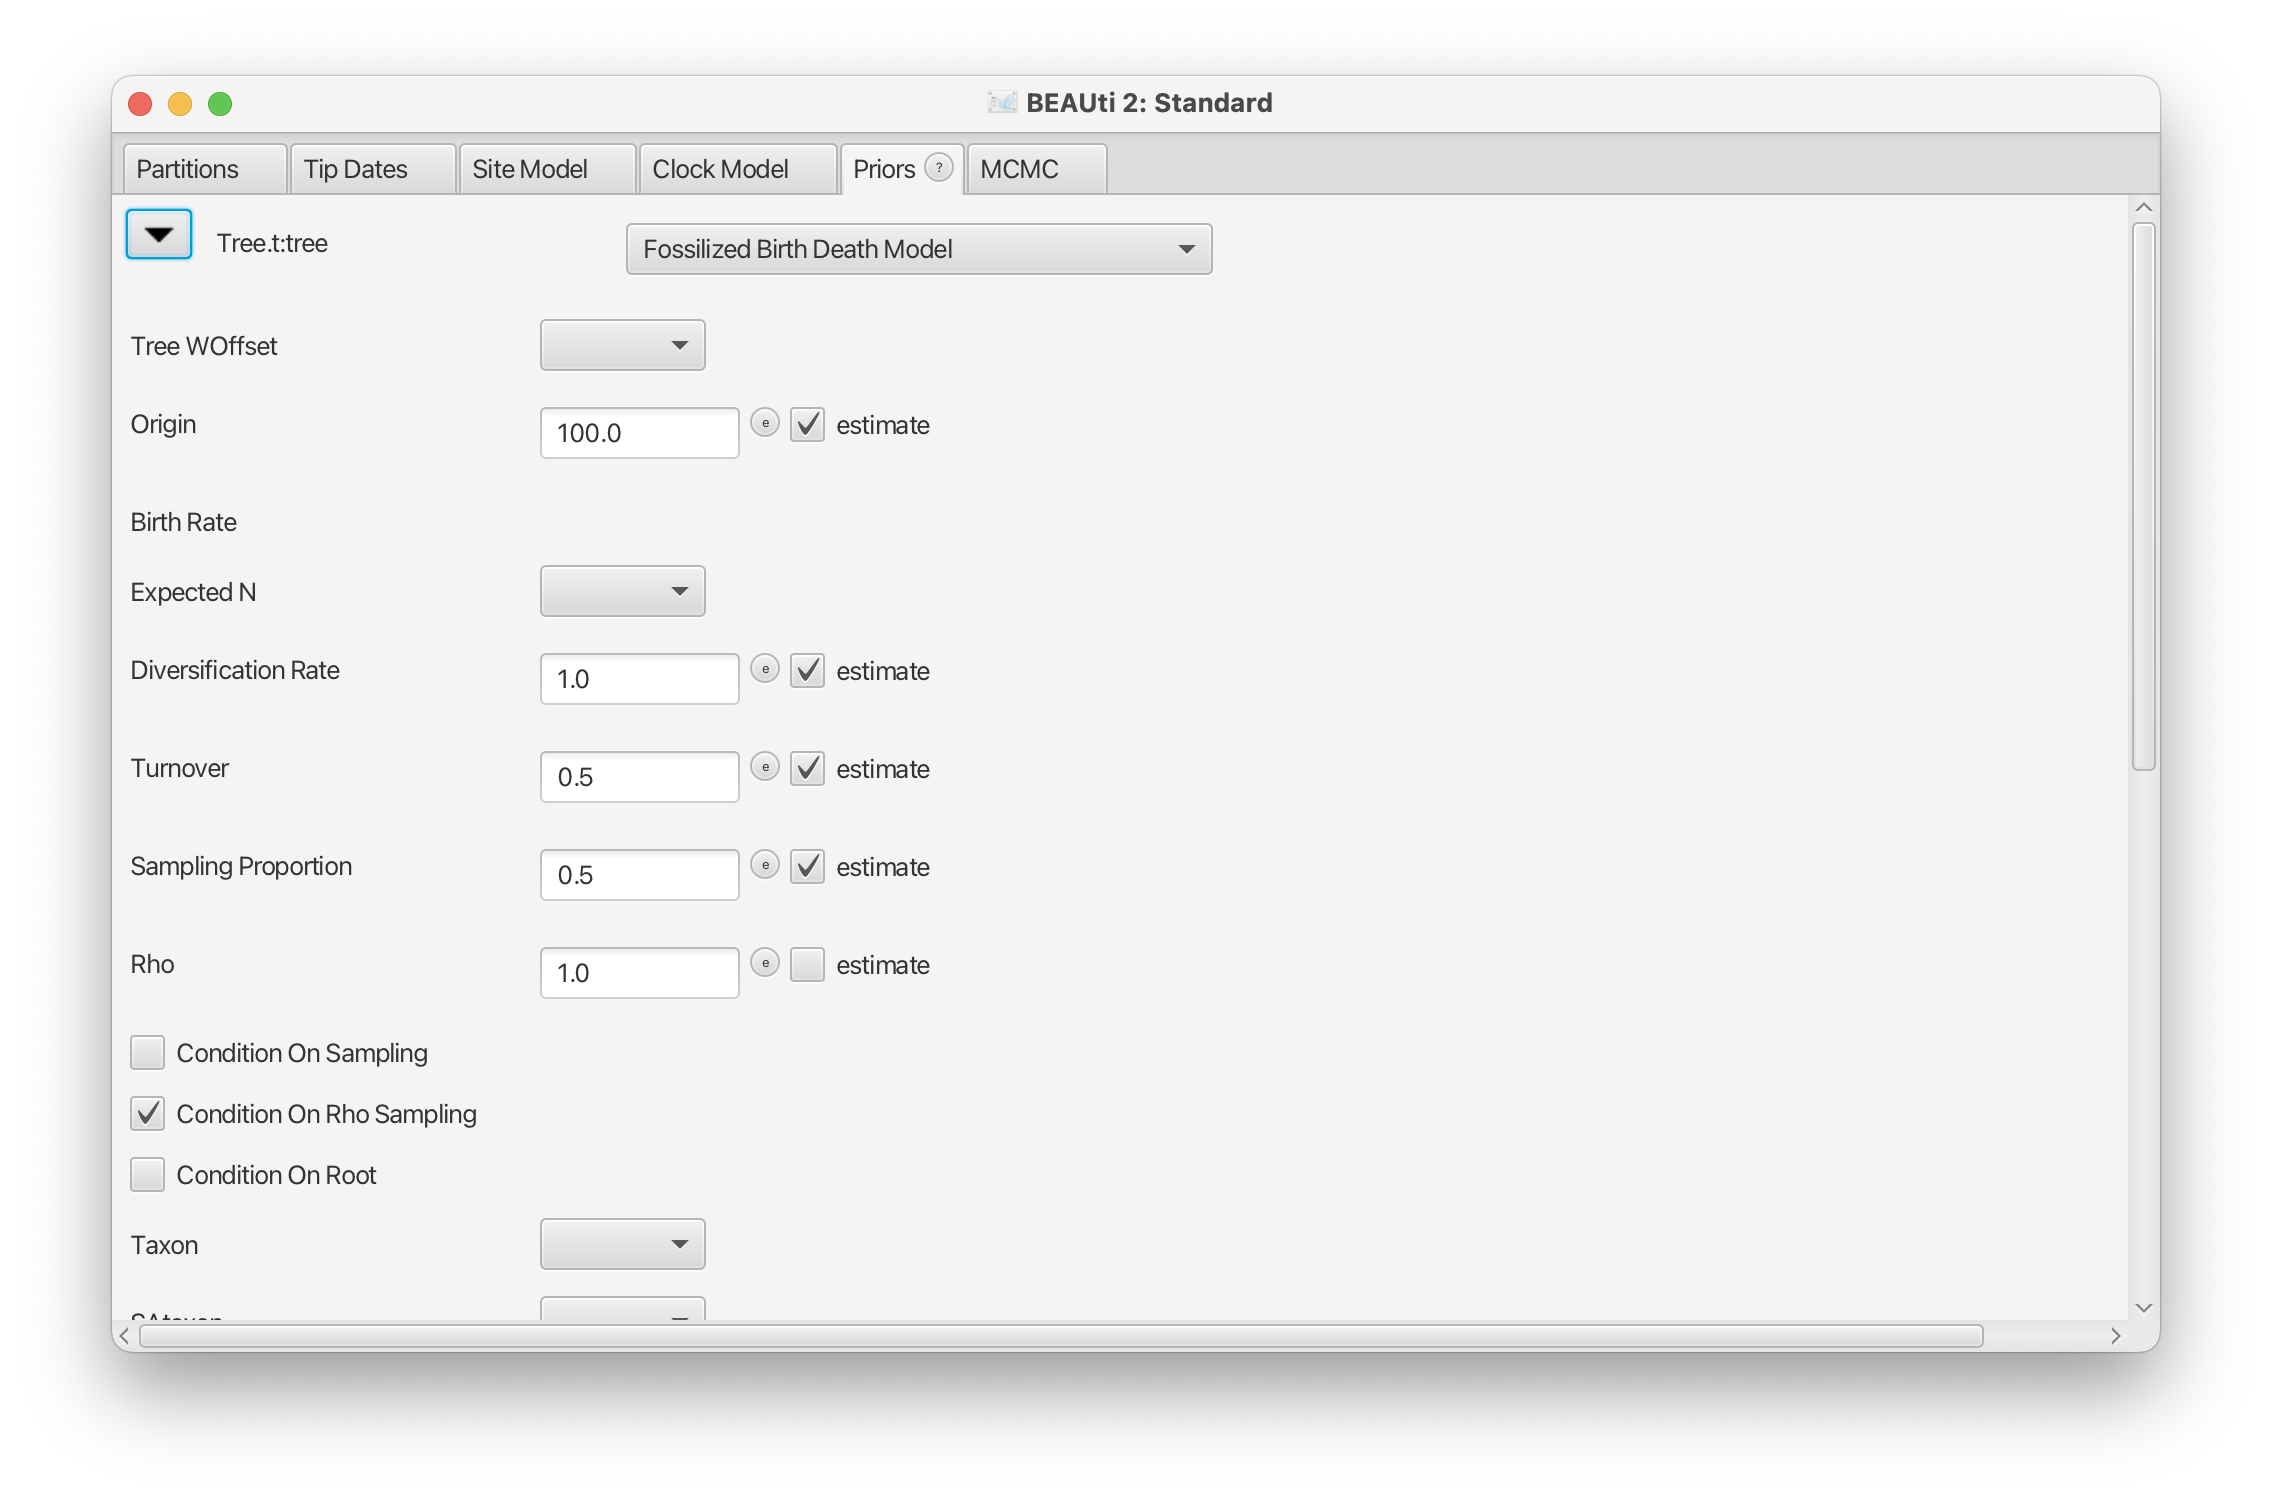 BEAUti 2: Standard
Partitions Tip Dates Site Model Clock Model Priors ? MCMC
Tree.t:tree Fossilized Birth Death Model
Tree WOffset
Origin 100.0 e estimate
Birth Rate
Expected N
Diversification Rate 1.0 e estimate
Turnover 0.5 e estimate
Sampling Proportion 0.5 e estimate
Rho 1.0 e estimate
Condition On Sampling
Condition On Rho Sampling
Condition On Root
Taxon